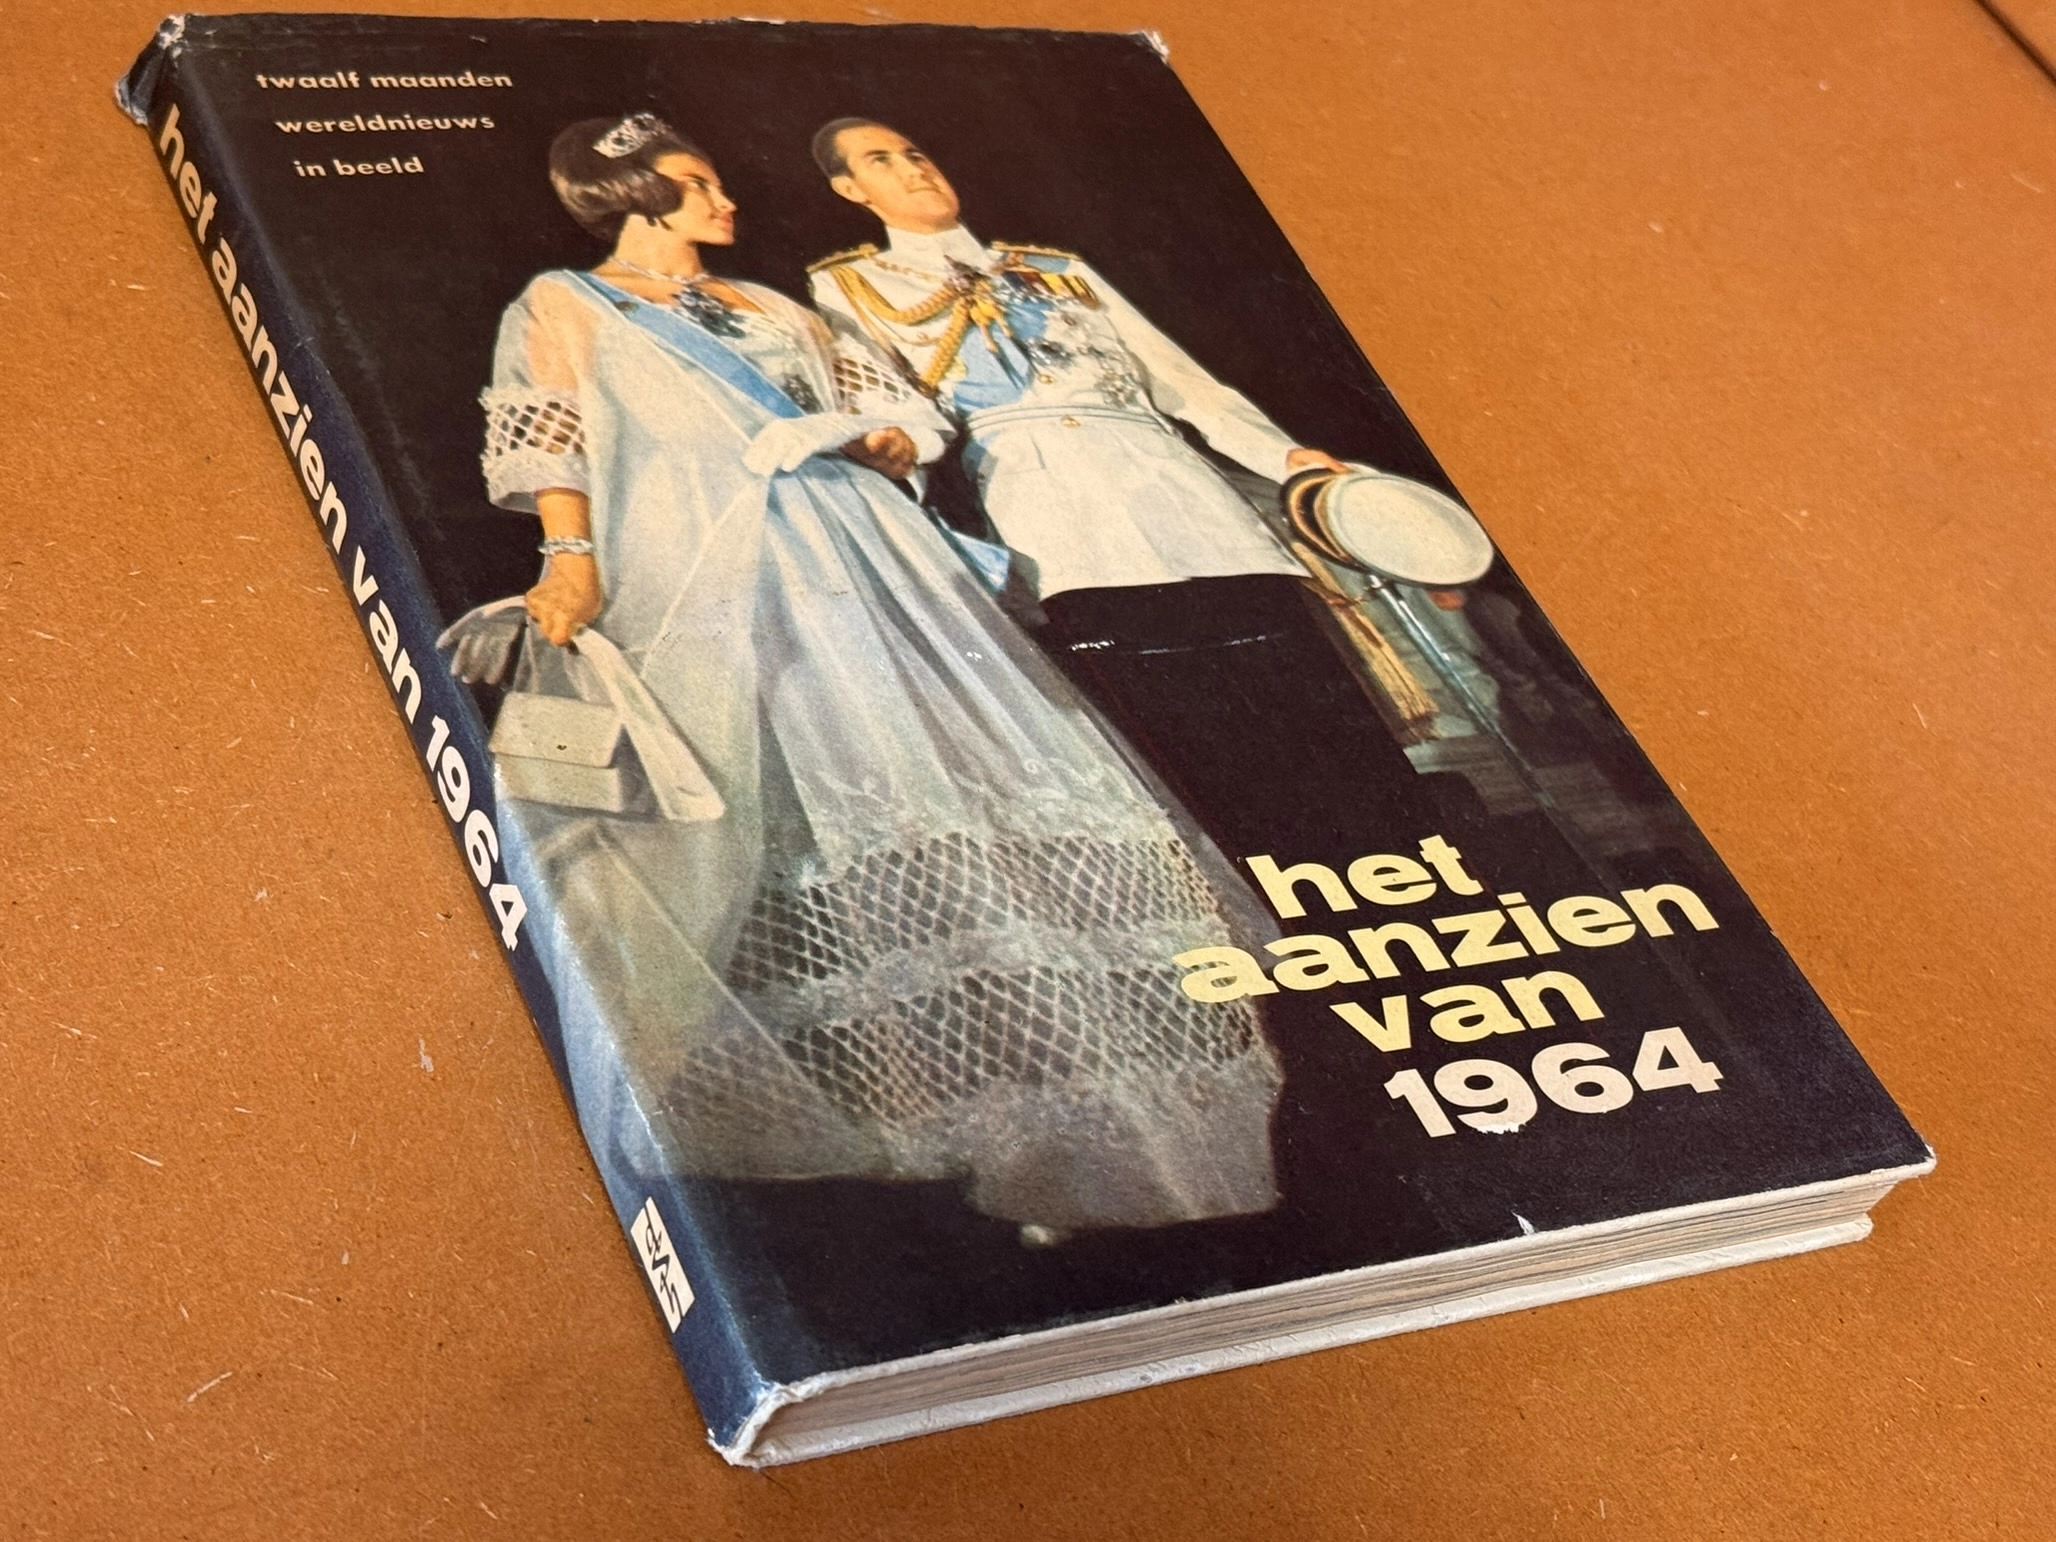 twaalf maanden
wereldnieuws
in beeld
het aanzien van 1964
het
aanzien
van
1964